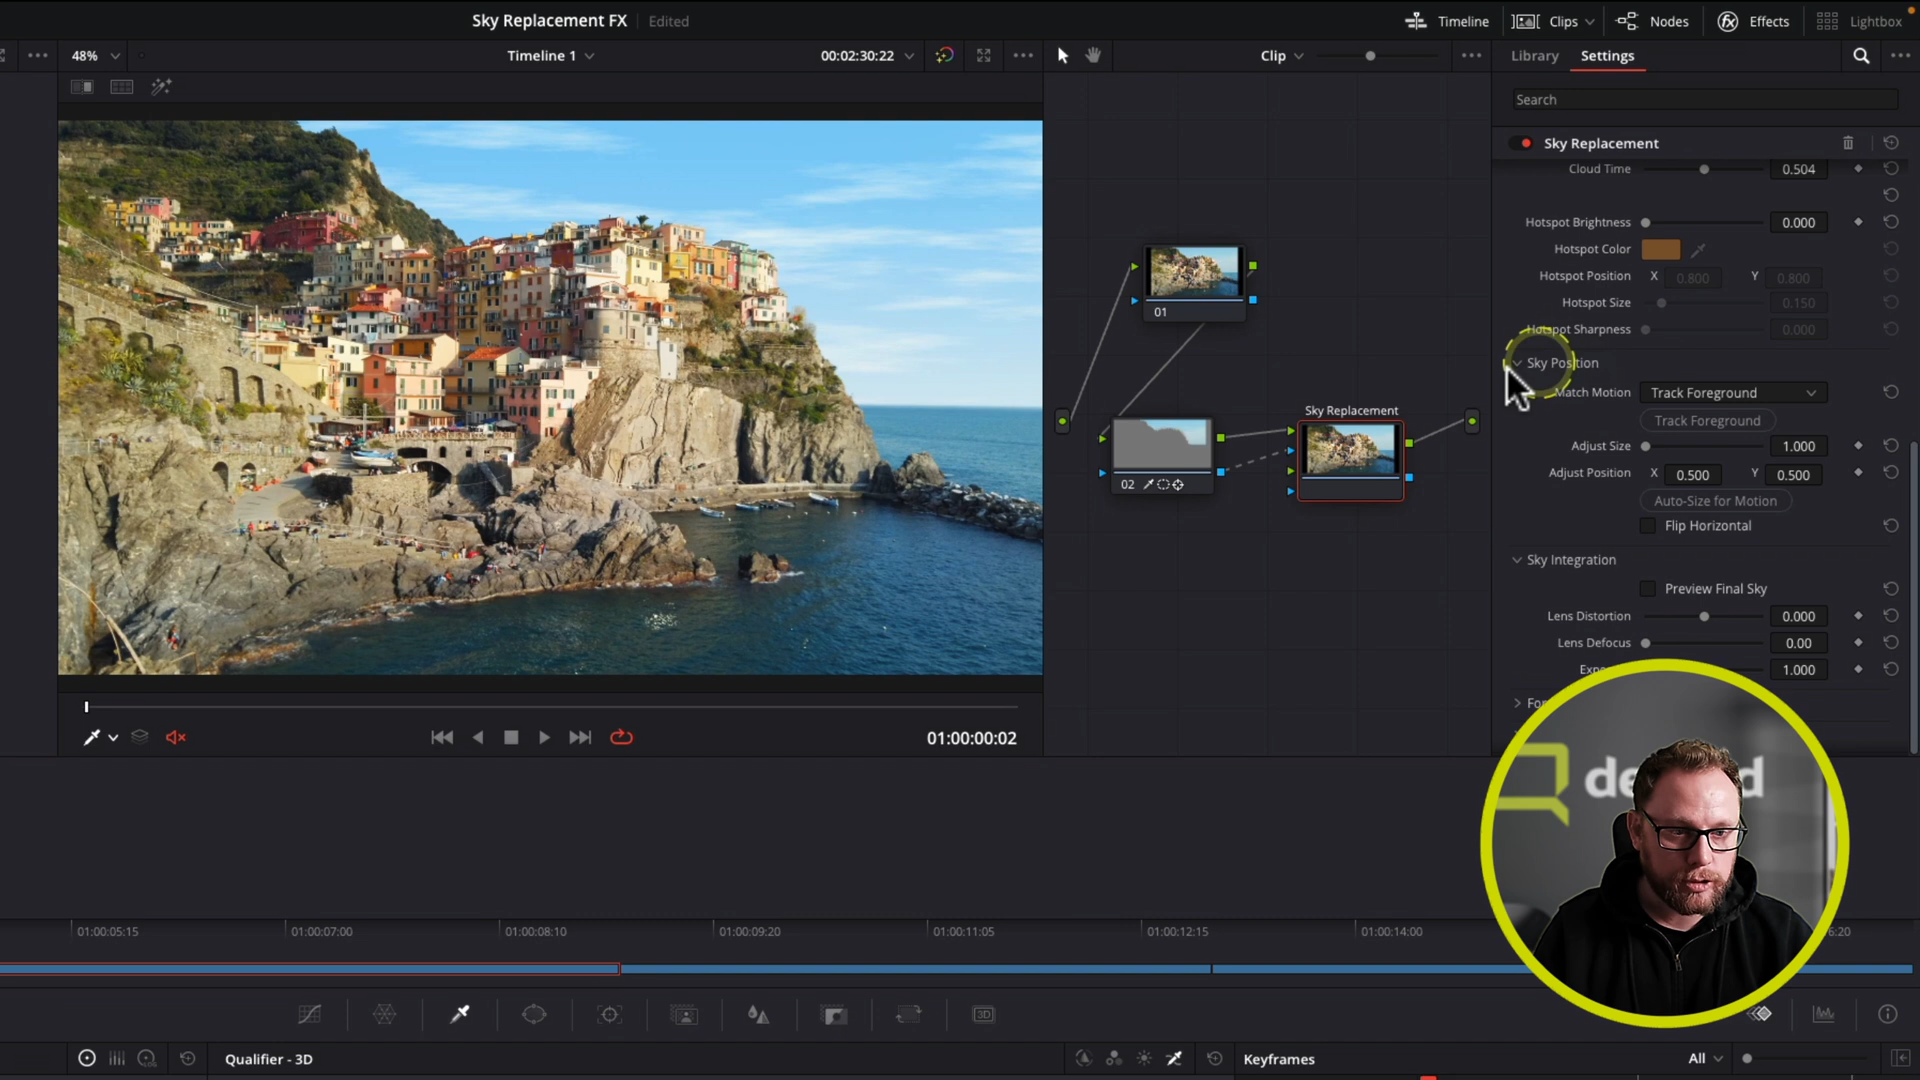 Sky Replacement FX Edited Timeline Clips Nodes Effects Lightbox
48% Timeline 1 00:02:30:22 Clip Library Settings
Search
Sky Replacement
Cloud Time 0.504
Hotspot Brightness 0.000
Hotspot Color
Hotspot Position X 0.800 Y 0.800
Hotspot Size 0.150
Hotspot Sharpness 0.000
01
Sky Position
Match Motion Track Foreground
Track Foreground
Sky Replacement
Adjust Size 1.000
Adjust Position X 0.500 Y 0.500
02
Auto-Size for Motion
Flip Horizontal
Sky Integration
Preview Final Sky
Lens Distortion 0.000
Lens Defocus 0.00
1.000
01:00:00:02
01:00:05:15 01:00:07:00 01:00:08:10 01:00:09:20 01:00:11:05 01:00:12:15 01:00:14:00
3D
Qualifier - 3D Keyframes All